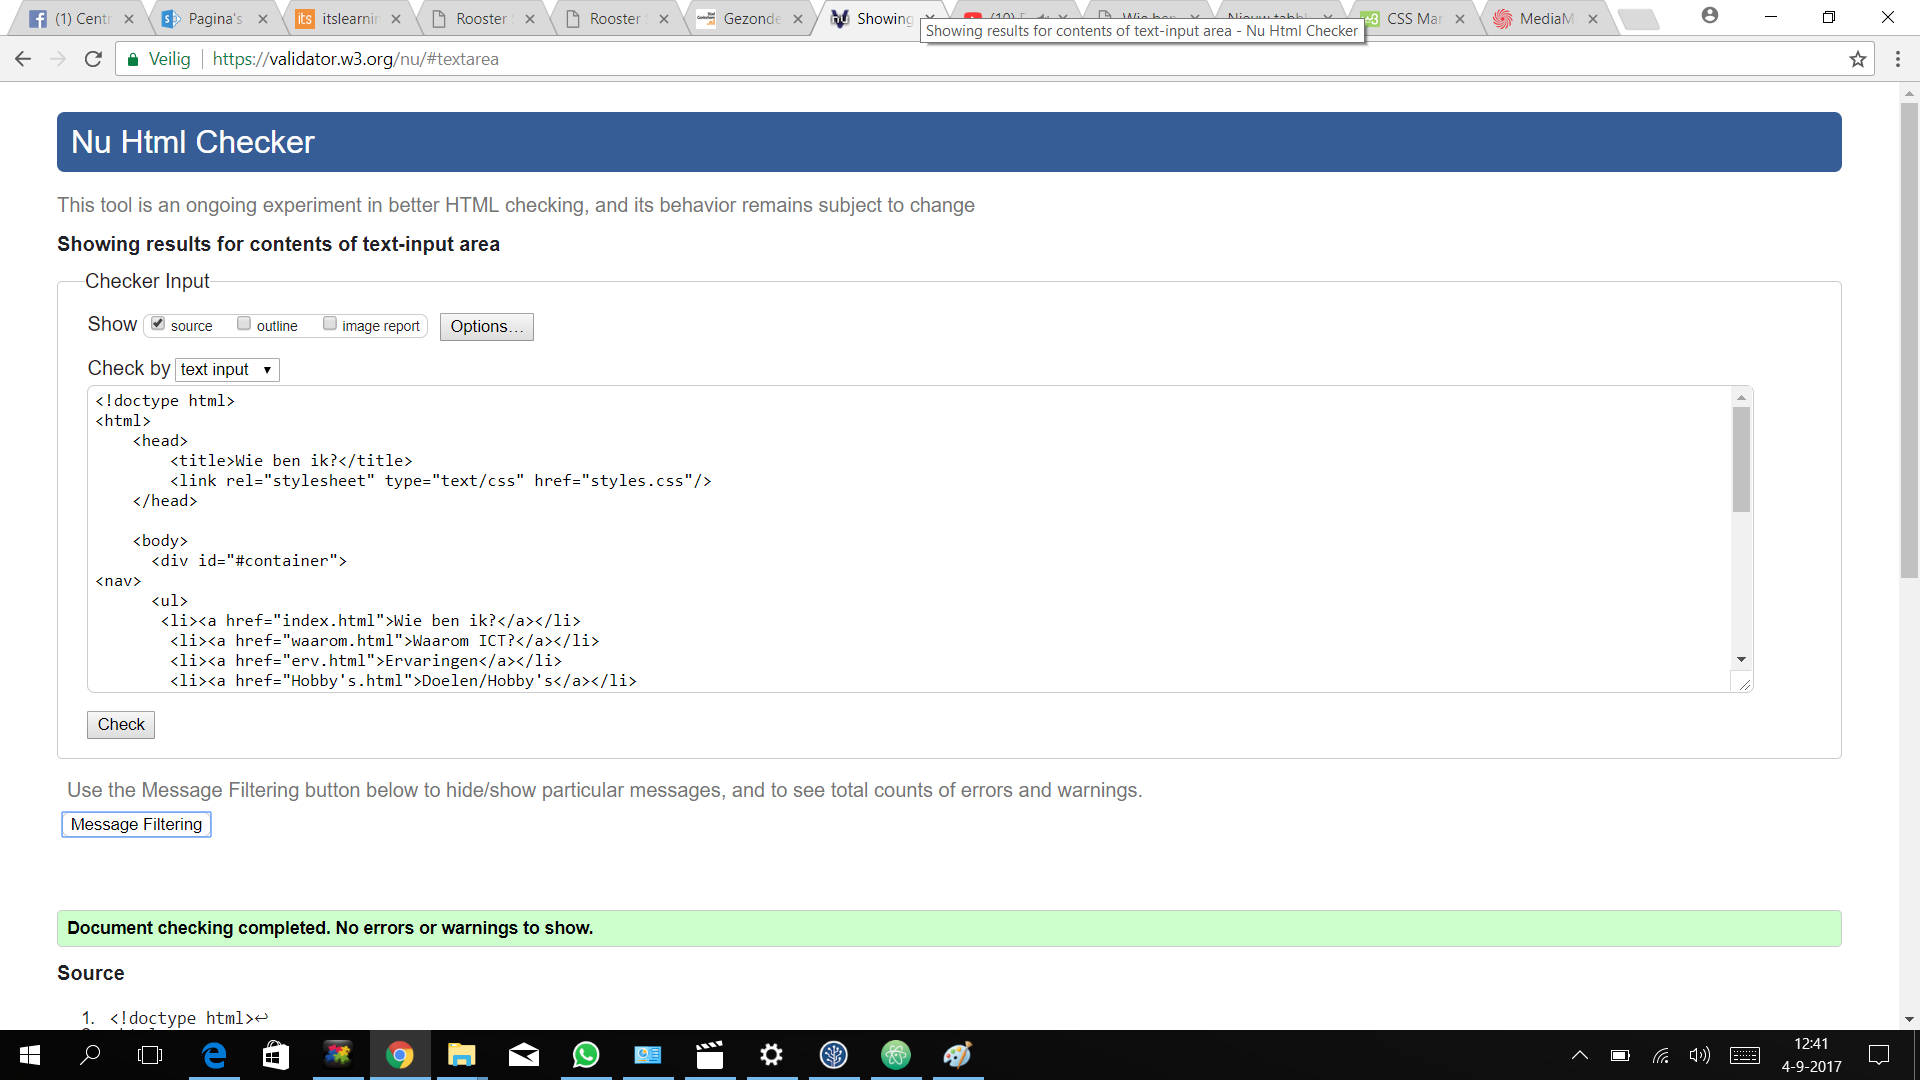 (1) Centr
Pagina's
itslearnin
Rooster
Rooster
Gezonde
Showing
CSS Mar
MediaM
Showing results for contents of text-input area - Nu Html Checker
Veilig
https://validator.w3.org/nu/#textarea
Nu Html Checker
This tool is an ongoing experiment in better HTML checking, and its behavior remains subject to change
Showing results for contents of text-input area
Checker Input
Show source outline image report Options...
Check by text input
<!doctype html>
<html>
<head>
<title>Wie ben ik?</title>
<link rel="stylesheet" type="text/css" href="styles.css"/>
</head>
<body>
<div id="#container">
<nav>
<ul>
<li><a href="index.html">Wie ben ik?</a></li>
<li><a href="waarom.html">Waarom ICT?</a></li>
<li><a href="erv.html">Ervaringen</a></li>
<li><a href="Hobby's.html">Doelen/Hobby's</a></li>
Check
Use the Message Filtering button below to hide/show particular messages, and to see total counts of errors and warnings.
Message Filtering
Document checking completed. No errors or warnings to show.
Source
1. <!doctype html>↩
12:41
4-9-2017